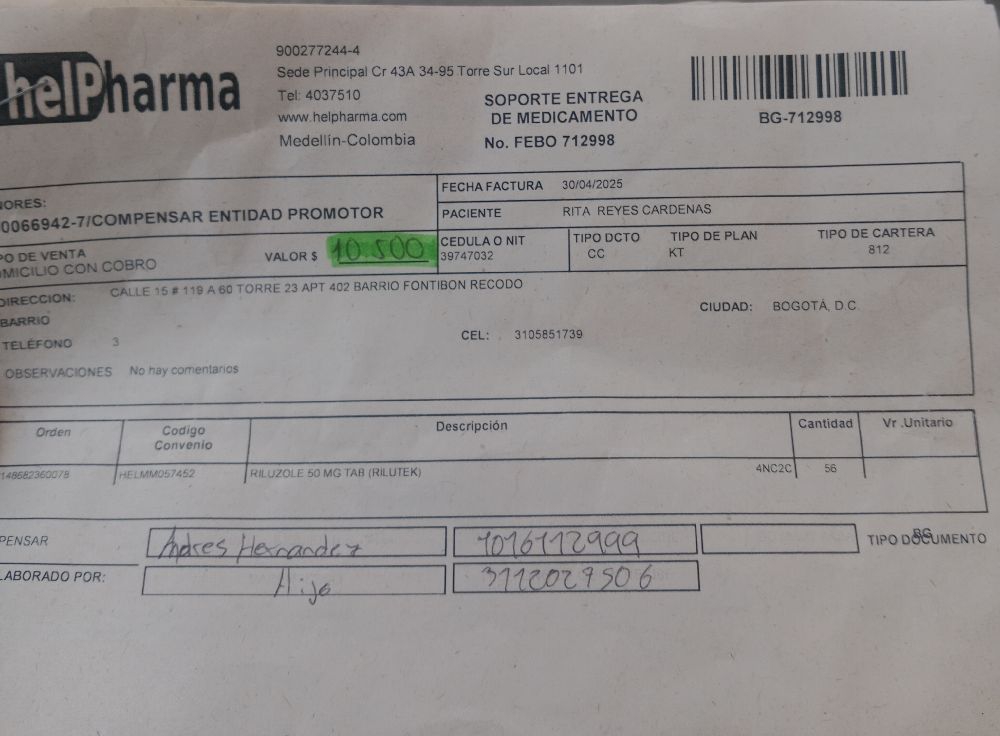 helPharma
900277244-4
Sede Principal Cr 43A 34-95 Torre Sur Local 1101
Tel: 4037510
www.helpharma.com
Medellín-Colombia
SOPORTE ENTREGA
DE MEDICAMENTO
No. FEBO 712998
BG-712998
NORES:
0066942-7/COMPENSAR ENTIDAD PROMOTOR
FECHA FACTURA 30/04/2025
PACIENTE RITA REYES CARDENAS
PO DE VENTA
OMICILIO CON COBRO
VALOR $ 10.500
CEDULA O NIT
39747032
TIPO DCTO
CC
TIPO DE PLAN
KT
TIPO DE CARTERA
812
DIRECCION: CALLE 15 # 119 A 60 TORRE 23 APT 402 BARRIO FONTIBON RECODO
BARRIO
CIUDAD: BOGOTÁ, D.C.
TELÉFONO 3
CEL: 3105851739
OBSERVACIONES No hay comentarios
Orden
Codigo
Convenio
Descripción
Cantidad
Vr .Unitario
148682360078 HELMM057452 RILUZOLE 50 MG TAB (RILUTEK) 4NC2C 56
PENSAR Andres Hernandez 1016112999 TIPO DOCUMENTO
BG
LABORADO POR: Hijo 3112027506